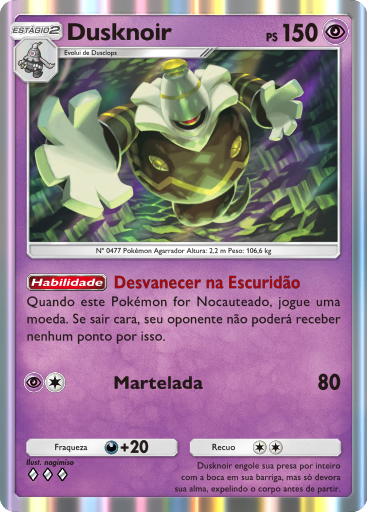 ESTÁGIO 2
Dusknoir
PS 150
Evolui de Dusclops
Nº 0477 Pokémon Agarrador Altura: 2,2 m Peso: 106,6 kg
Habilidade Desvanecer na Escuridão
Quando este Pokémon for Nocauteado, jogue uma
moeda. Se sair cara, seu oponente não poderá receber
nenhum ponto por isso.
Martelada 80
Fraqueza +20 Recuo
Ilust. nagimiso
Dusknoir engole sua presa por inteiro
com a boca em sua barriga, mas só devora
sua alma, expelindo o corpo antes de partir.